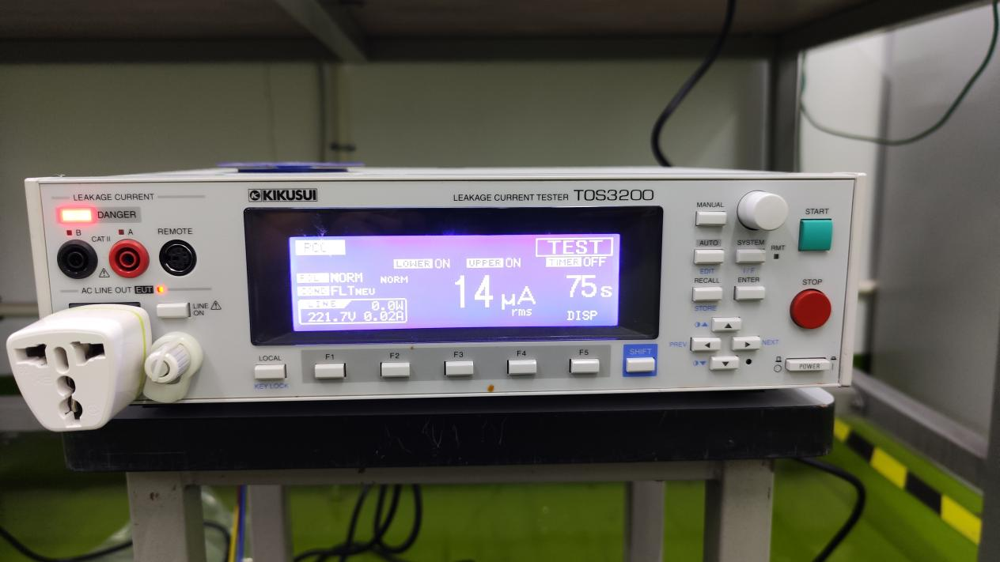 LEAKAGE CURRENT
DANGER
B
CAT II
A
REMOTE
AC LINE OUT EUT
LINE ON
KIKUSUI
LEAKAGE CURRENT TESTER TOS3200
PCC
TEST
LOWER ON UPPER ON TIMER OFF
POL NORM NORM
COND FLTNEU
14 µA rms
75s
LINE 0.0W
221.7V 0.02A
DISP
LOCAL
KEY LOCK
F1
F2
F3
F4
F5
SHIFT
MANUAL
AUTO
EDIT
SYSTEM
I/F
RMT
RECALL
STORE
ENTER
PREV
NEXT
START
STOP
POWER